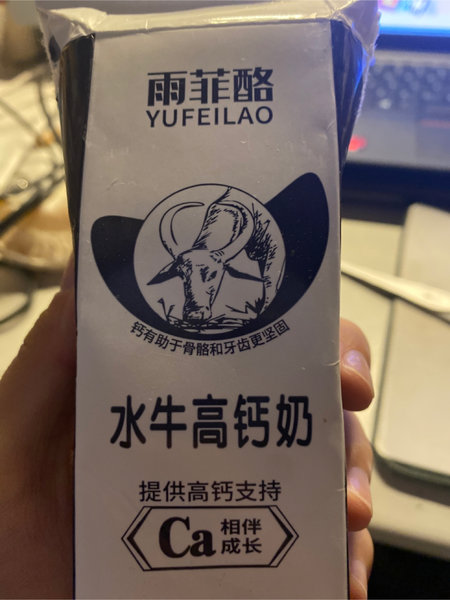 雨菲酪
YUFEILAO
钙有助于骨骼和牙齿更坚固
水牛高钙奶
提供高钙支持
Ca 相伴
成长